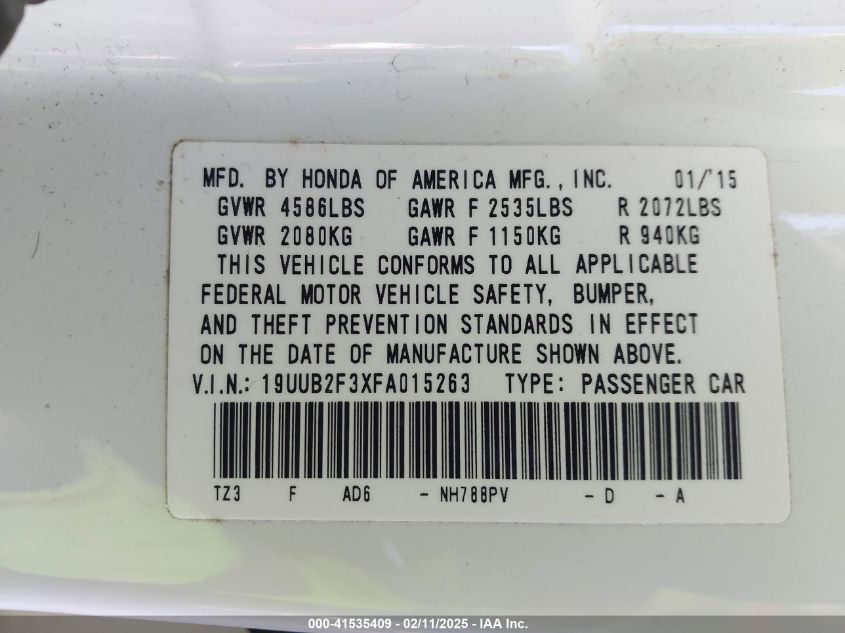 MFD. BY HONDA OF AMERICA MFG., INC. 01/'15
GVWR 4586LBS GAWR F 2535LBS R 2072LBS
GVWR 2080KG GAWR F 1150KG R 940KG
THIS VEHICLE CONFORMS TO ALL APPLICABLE
FEDERAL MOTOR VEHICLE SAFETY, BUMPER,
AND THEFT PREVENTION STANDARDS IN EFFECT
ON THE DATE OF MANUFACTURE SHOWN ABOVE.
V.I.N.: 19UUB2F3XFA015263 TYPE: PASSENGER CAR
TZ3 F AD6 - NH788PV - D - A
000-41535409 - 02/11/2025 - IAA Inc.